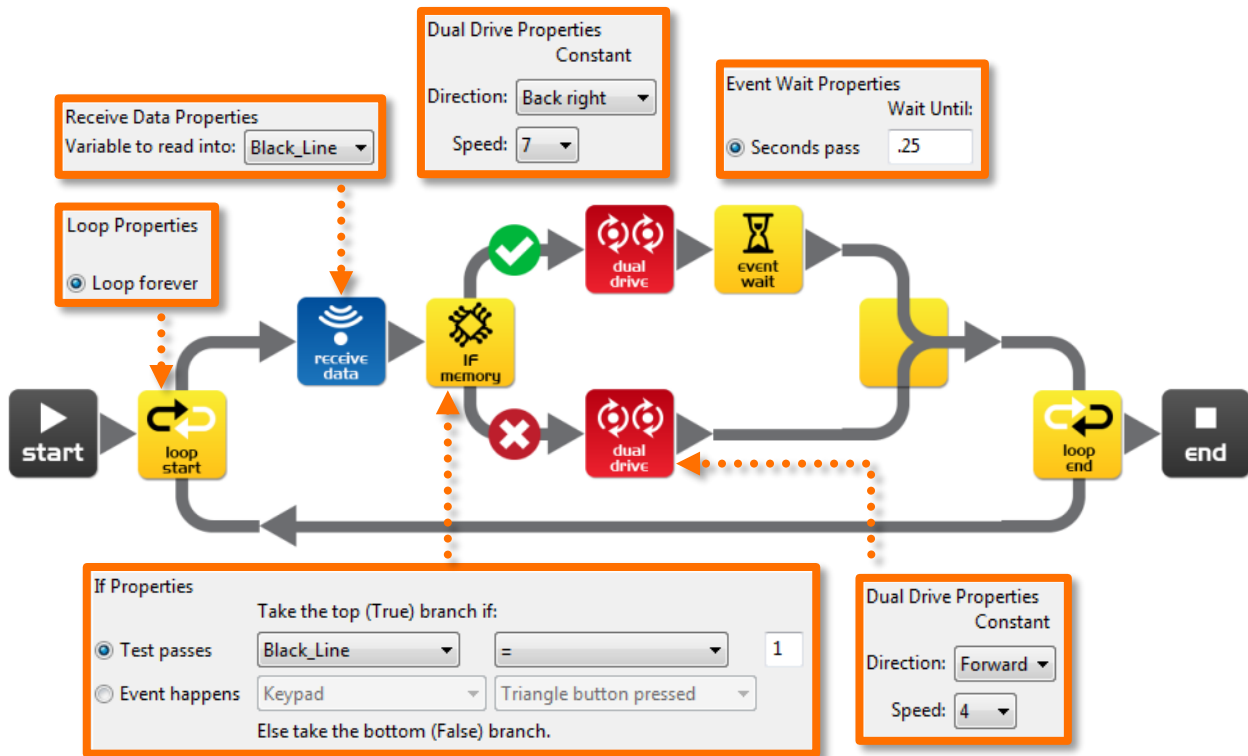 Dual Drive Properties
Constant
Direction: Back right
Speed: 7
Event Wait Properties
Wait Until:
Seconds pass .25
Receive Data Properties
Variable to read into: Black_Line
Loop Properties
Loop forever
start
loop
start
receive
data
IF
memory
dual
drive
event
wait
dual
drive
loop
end
end
If Properties
Take the top (True) branch if:
Test passes Black_Line = 1
Event happens Keypad Triangle button pressed
Else take the bottom (False) branch.
Dual Drive Properties
Constant
Direction: Forward
Speed: 4